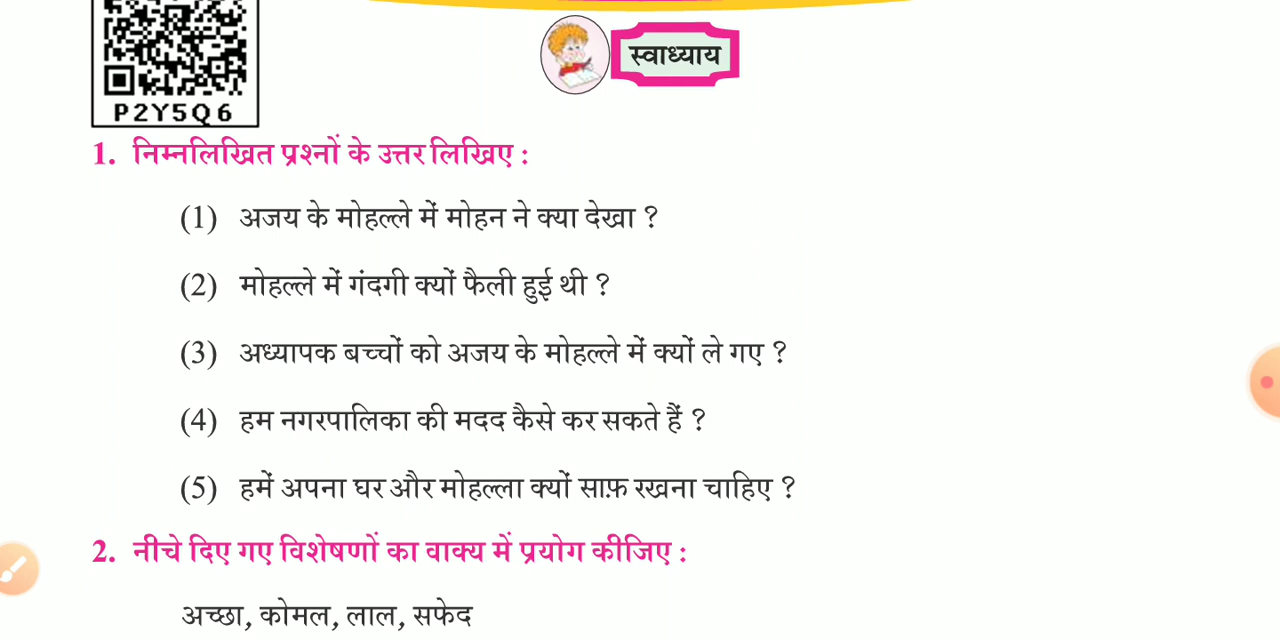 P2Y5Q6
स्वाध्याय
1. निम्नलिखित प्रश्नों के उत्तर लिखिए :
(1) अजय के मोहल्ले में मोहन ने क्या देखा ?
(2) मोहल्ले में गंदगी क्यों फैली हुई थी ?
(3) अध्यापक बच्चों को अजय के मोहल्ले में क्यों ले गए ?
(4) हम नगरपालिका की मदद कैसे कर सकते हैं ?
(5) हमें अपना घर और मोहल्ला क्यों साफ़ रखना चाहिए ?
2. नीचे दिए गए विशेषणों का वाक्य में प्रयोग कीजिए :
अच्छा, कोमल, लाल, सफेद